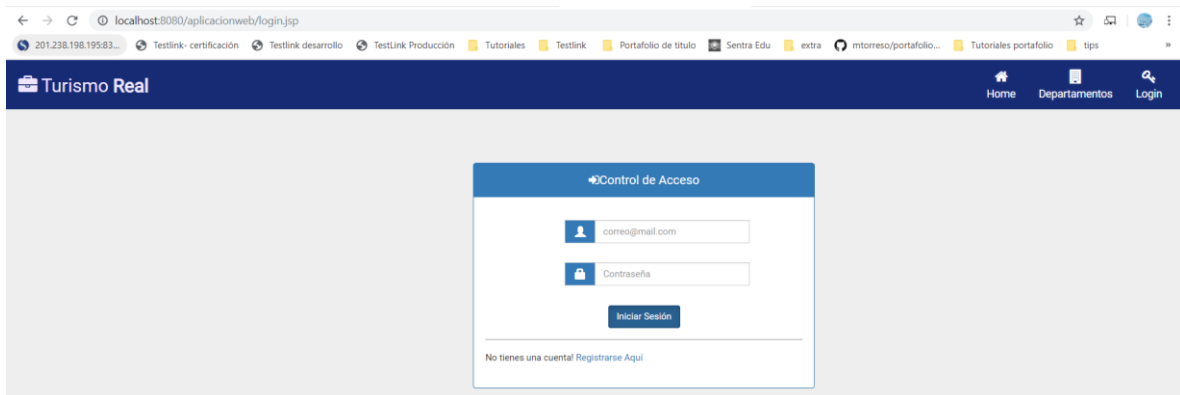 localhost:8080/aplicacionweb/login.jsp
201.238.198.195:83... Testlink- certificación Testlink desarrollo TestLink Producción Tutoriales Testlink Portafolio de titulo Sentra Edu extra mtorreso/portafolio... Tutoriales portafolio tips »
Turismo Real
Home Departamentos Login
Control de Acceso
correo@mail.com
Contraseña
Iniciar Sesión
No tienes una cuenta! Registrarse Aquí